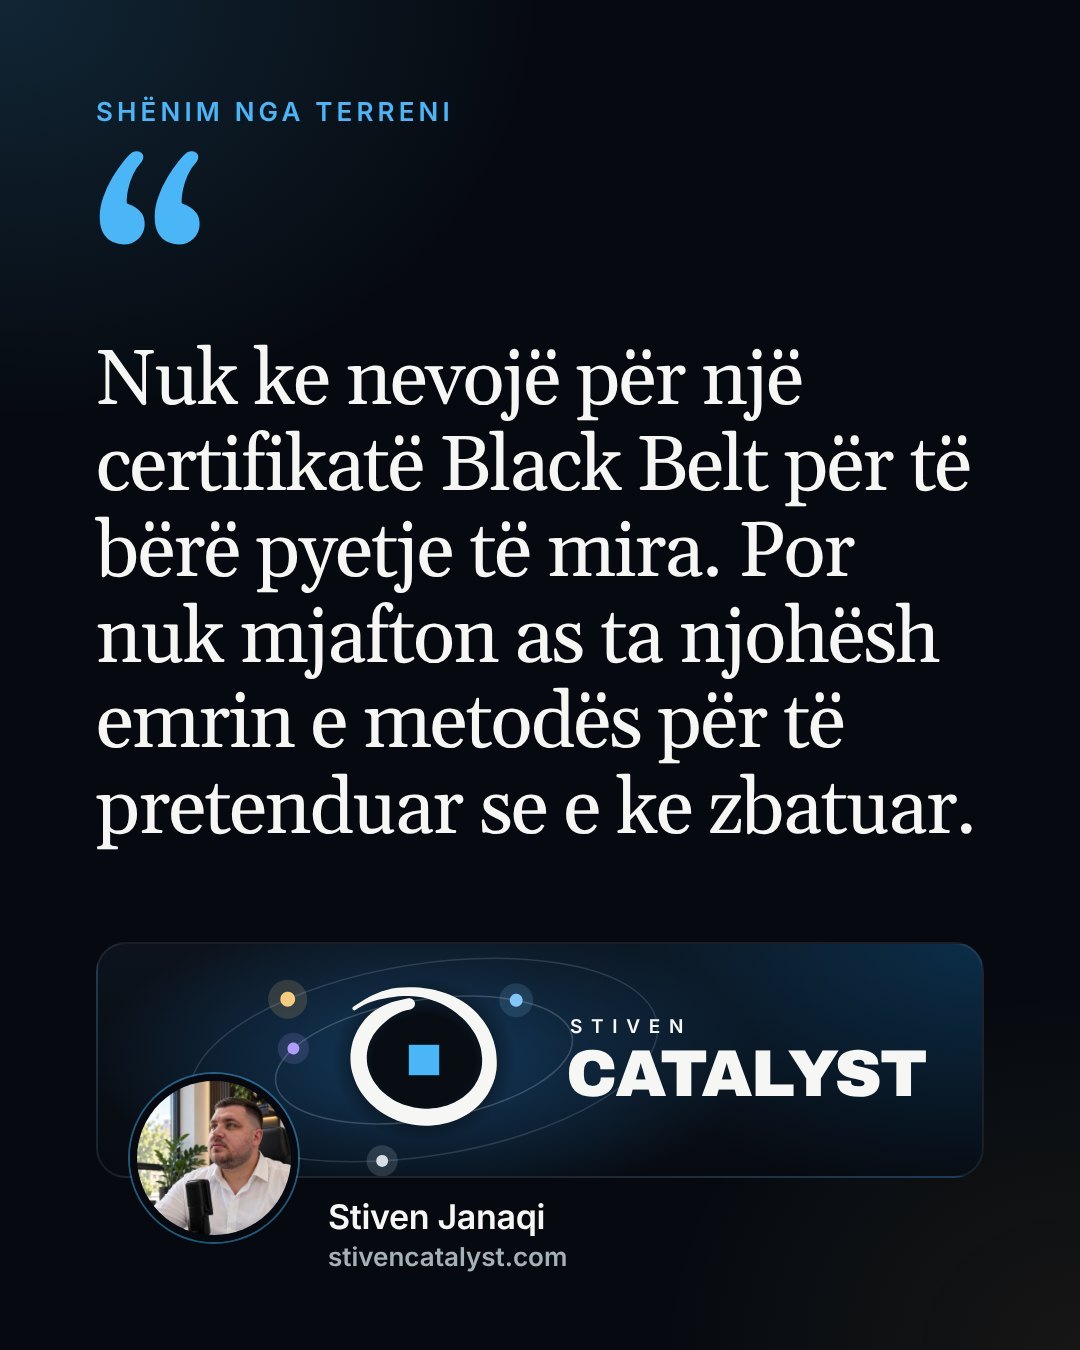 SHËNIM NGA TERRENI
“
Nuk ke nevojë për një
certifikatë Black Belt për të
bërë pyetje të mira. Por
nuk mjafton as ta njohësh
emrin e metodës për të
pretenduar se e ke zbatuar.
STIVEN
CATALYST
Stiven Janaqi
stivencatalyst.com